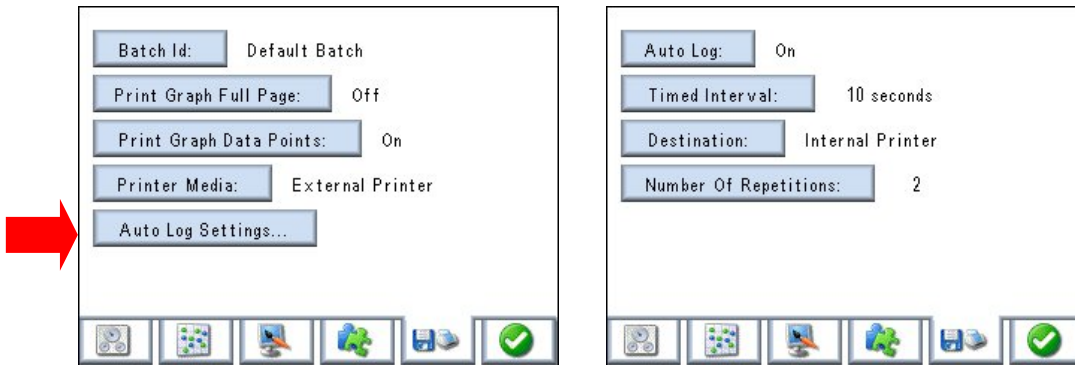 Batch Id: Default Batch
Print Graph Full Page: Off
Print Graph Data Points: On
Printer Media: External Printer
Auto Log Settings...
Auto Log: On
Timed Interval: 10 seconds
Destination: Internal Printer
Number Of Repetitions: 2